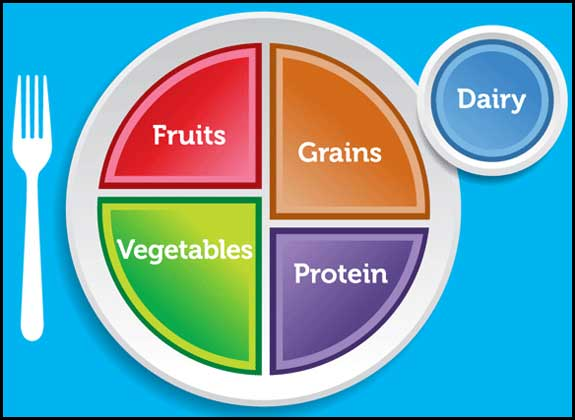 Fruits
Grains
Dairy
Vegetables
Protein